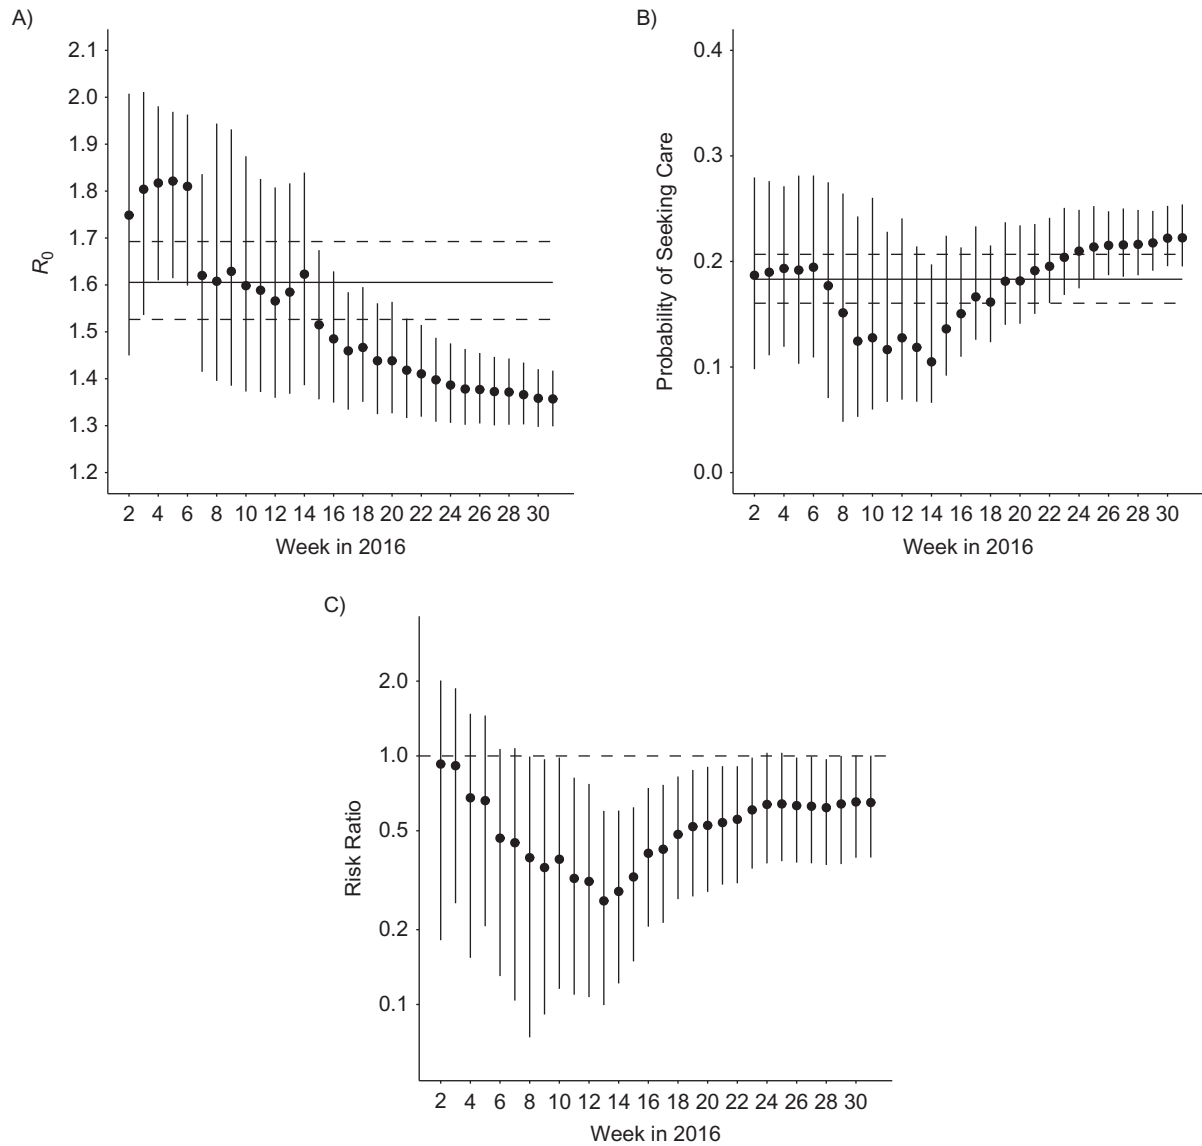 A)
2.1
2.0
1.9
1.8
1.7
1.6
1.5
1.4
1.3
1.2
R0
2 4 6 8 10 12 14 16 18 20 22 24 26 28 30
Week in 2016
B)
0.4
0.3
0.2
0.1
0.0
Probability of Seeking Care
2 4 6 8 10 12 14 16 18 20 22 24 26 28 30
Week in 2016
C)
2.0
1.0
0.5
0.2
0.1
Risk Ratio
2 4 6 8 10 12 14 16 18 20 22 24 26 28 30
Week in 2016